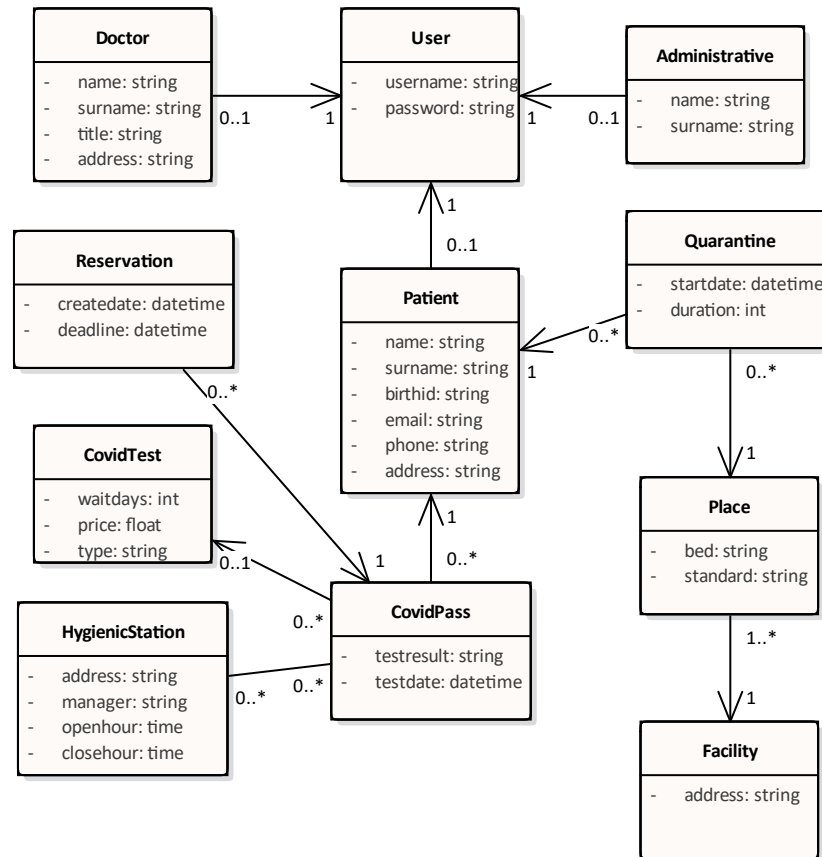 Doctor
- name: string
- surname: string
- title: string
- address: string
0..1
1
User
- username: string
- password: string
1
0..1
Administrative
- name: string
- surname: string
1
0..1
Reservation
- createdate: datetime
- deadline: datetime
0..*
1
Patient
- name: string
- surname: string
- birthid: string
- email: string
- phone: string
- address: string
1
0..*
Quarantine
- startdate: datetime
- duration: int
0..*
1
CovidTest
- waitdays: int
- price: float
- type: string
0..1
0..*
1
0..*
CovidPass
- testresult: string
- testdate: datetime
Place
- bed: string
- standard: string
1..*
1
HygienicStation
- address: string
- manager: string
- openhour: time
- closehour: time
0..*
0..*
Facility
- address: string